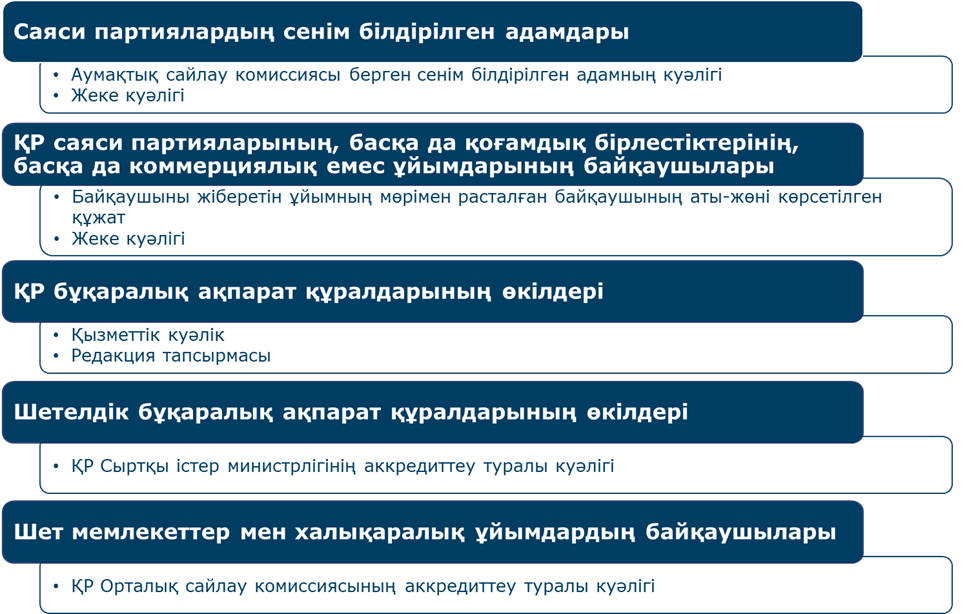 Саяси партиялардың сенім білдірілген адамдары
• Аумақтық сайлау комиссиясы берген сенім білдірілген адамның куәлігі
• Жеке куәлігі
ҚР саяси партияларының, басқа да қоғамдық бірлестіктерінің,
басқа да коммерциялық емес ұйымдарының байқаушылары
• Байқаушыны жіберетін ұйымның мөрімен расталған байқаушының аты-жөні көрсетілген
құжат
• Жеке куәлігі
ҚР бұқаралық ақпарат құралдарының өкілдері
• Қызметтік куәлік
• Редакция тапсырмасы
Шетелдік бұқаралық ақпарат құралдарының өкілдері
• ҚР Сыртқы істер министрлігінің аккредиттеу туралы куәлігі
Шет мемлекеттер мен халықаралық ұйымдардың байқаушылары
• ҚР Орталық сайлау комиссиясының аккредиттеу туралы куәлігі